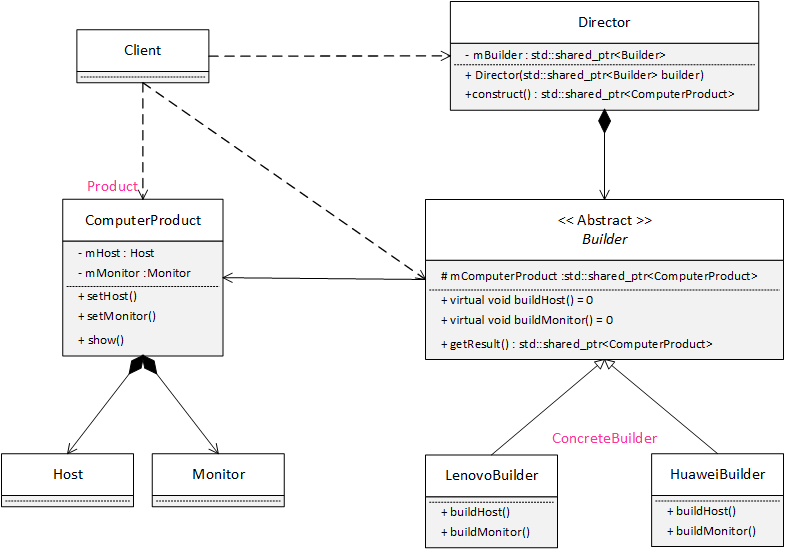 Client
Director
- mBuilder : std::shared_ptr<Builder>
+ Director(std::shared_ptr<Builder> builder)
+construct() : std::shared_ptr<ComputerProduct>
Product
ComputerProduct
- mHost : Host
- mMonitor :Monitor
+ setHost()
+ setMonitor()
+ show()
<< Abstract >>
Builder
# mComputerProduct :std::shared_ptr<ComputerProduct>
+ virtual void buildHost() = 0
+ virtual void buildMonitor() = 0
+ getResult() : std::shared_ptr<ComputerProduct>
ConcreteBuilder
Host
Monitor
LenovoBuilder
+ buildHost()
+ buildMonitor()
HuaweiBuilder
+ buildHost()
+ buildMonitor()